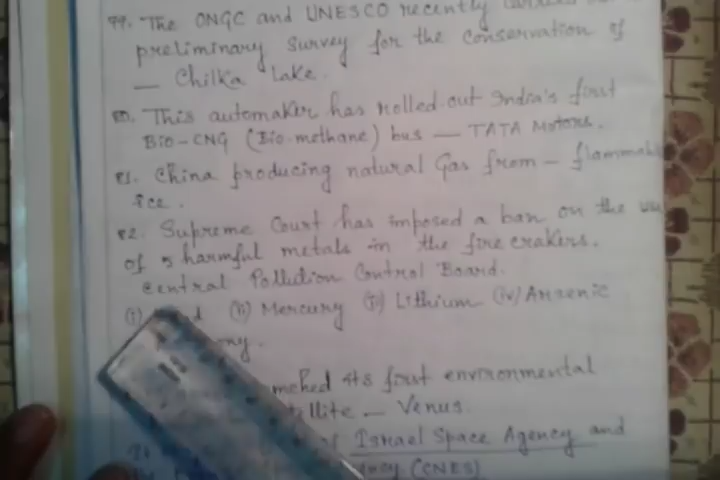 79. The ONGC and UNESCO recently
preliminary survey for the conservation of
— Chilka Lake.
80. This automaker has rolled out India's first
Bio-CNG (Bio-methane) bus — TATA Motors.
81. China producing natural Gas from — flammable
ice.
82. Supreme Court has imposed a ban on the use
of 5 harmful metals in the fire crakers.
Central Pollution Control Board.
(i) (ii) Mercury (iii) Lithium (iv) Arsenic
its first environmental
— Venus.
of Israel Space Agency and
(CNES)